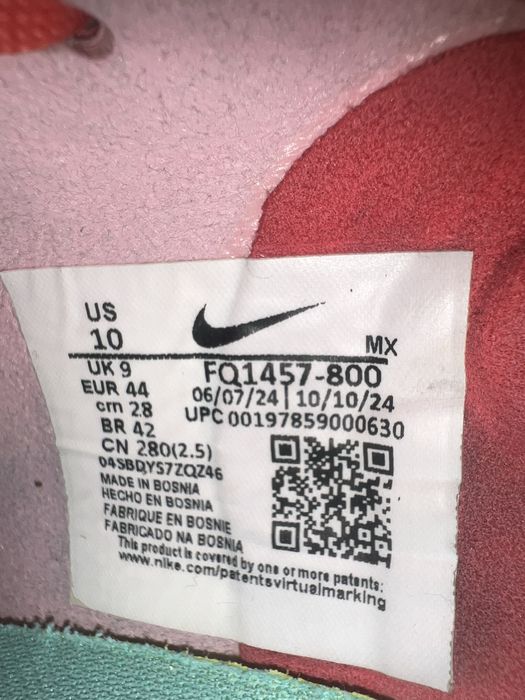 US
10
MX
UK 9
EUR 44
cm 28
BR 42
CN 280(2.5)
04SBDYS7ZQZ46
MADE IN BOSNIA
HECHO EN BOSNIA
FABRIQUE EN BOSNIE
FABRICADO NA BOSNIA
FQ1457-800
06/07/24 | 10/10/24
UPC 00197859000630
This product is covered by one or more patents:
www.nike.com/patentsvirtualmarking